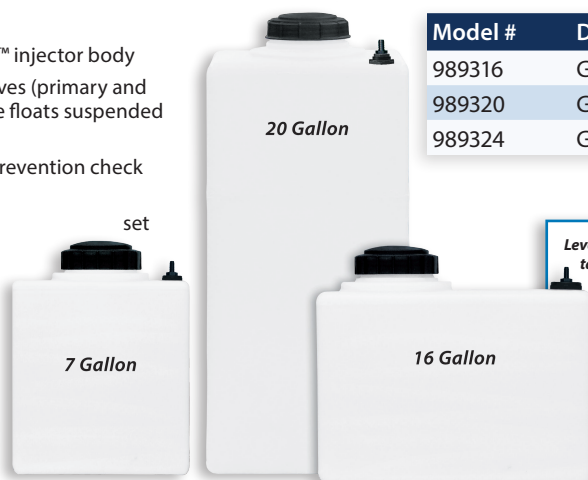 ™ injector body
ves (primary and
e floats suspended
revention check
set
Model # D
989316 G
989320 G
989324 G
20 Gallon
Lev
ta
7 Gallon
16 Gallon